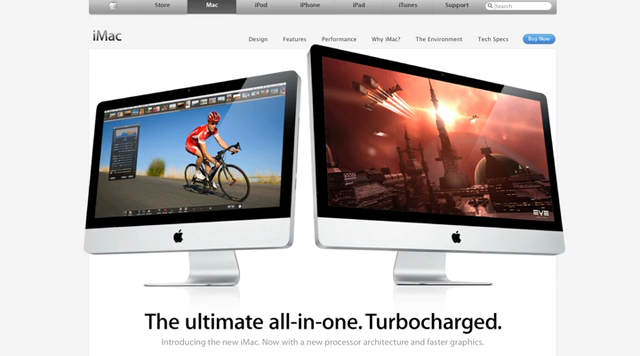 Store Mac iPod iPhone iPad iTunes Support Search
iMac
Design Features Performance Why iMac? The Environment Tech Specs Buy Now
EVE
The ultimate all-in-one. Turbocharged.
Introducing the new iMac. Now with a new processor architecture and faster graphics.